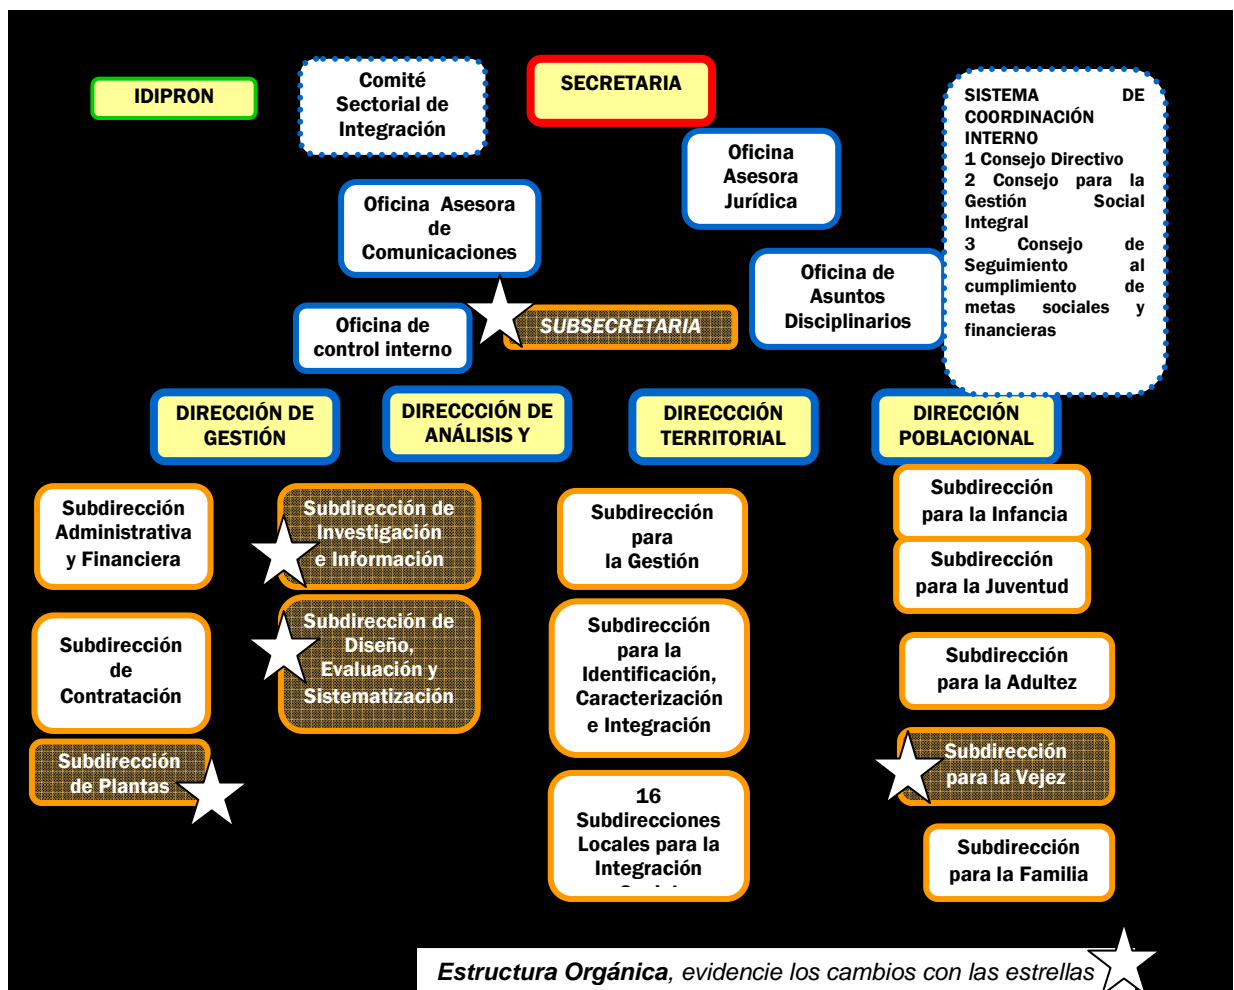 IDIPRON
Comité
Sectorial de
Integración
SECRETARIA
SISTEMA DE
COORDINACIÓN
INTERNO
1 Consejo Directivo
2 Consejo para la
Gestión Social
Integral
3 Consejo de
Seguimiento al
cumplimiento de
metas sociales y
financieras
Oficina
Asesora
Jurídica
Oficina Asesora
de
Comunicaciones
Oficina de
Asuntos
Disciplinarios
Oficina de
control interno
SUBSECRETARIA
DIRECCIÓN DE
GESTIÓN
DIRECCCIÓN DE
ANÁLISIS Y
DIRECCCIÓN
TERRITORIAL
DIRECCIÓN
POBLACIONAL
Subdirección
Administrativa
y Financiera
Subdirección
de
Contratación
Subdirección
de Plantas
Subdirección de
Investigación
e Información
Subdirección de
Diseño,
Evaluación y
Sistematización
Subdirección
para
la Gestión
Subdirección
para la
Identificación,
Caracterización
e Integración
16
Subdirecciones
Locales para la
Integración
Subdirección
para la Infancia
Subdirección
para la Juventud
Subdirección
para la Adultez
Subdirección
para la Vejez
Subdirección
para la Familia
Estructura Orgánica, evidencie los cambios con las estrellas